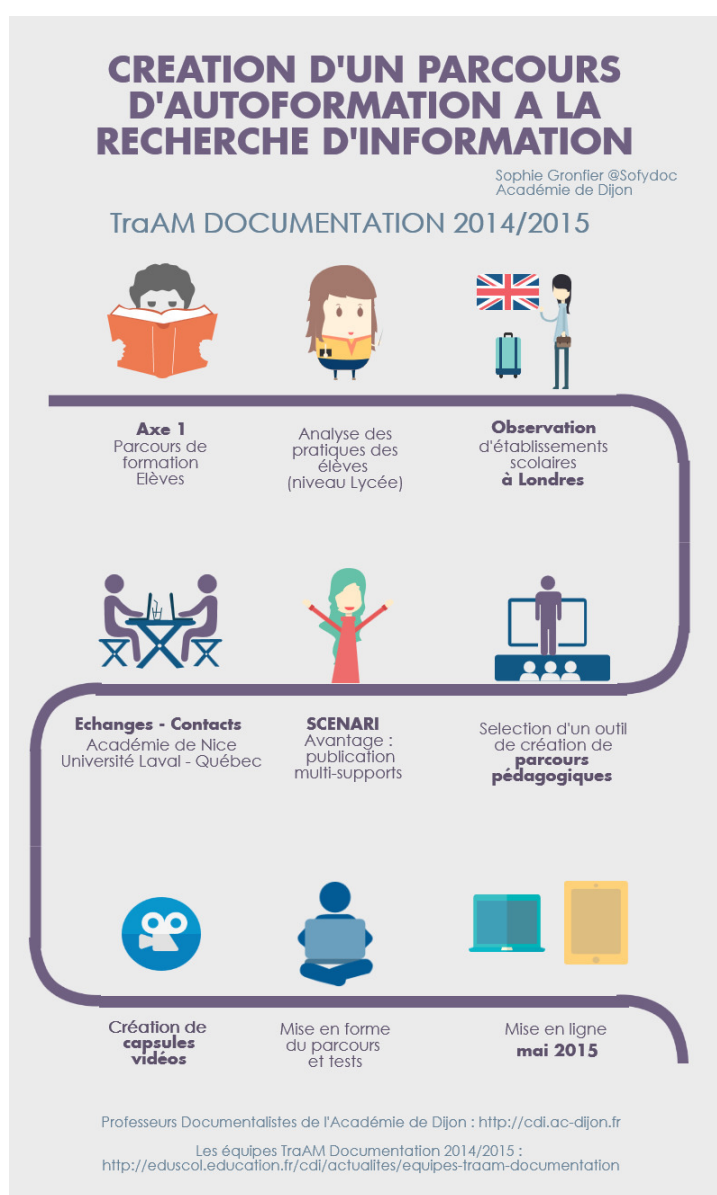 CREATION D'UN PARCOURS
D'AUTOFORMATION A LA
RECHERCHE D'INFORMATION
Sophie Gronfier @Sofydoc
Académie de Dijon
TraAM DOCUMENTATION 2014/2015
Axe 1
Parcours de
formation
Elèves
Analyse des
pratiques des
élèves
(niveau Lycée)
Observation
d'établissements
scolaires
à Londres
Echanges - Contacts
Académie de Nice
Université Laval - Québec
SCENARI
Avantage :
publication
multi-supports
Selection d'un outil
de création de
parcours
pédagogiques
Création de
capsules
vidéos
Mise en forme
du parcours
et tests
Mise en ligne
mai 2015
Professeurs Documentalistes de l'Académie de Dijon : http://cdi.ac-dijon.fr
Les équipes TraAM Documentation 2014/2015 :
http://eduscol.education.fr/cdi/actualites/equipes-traam-documentation